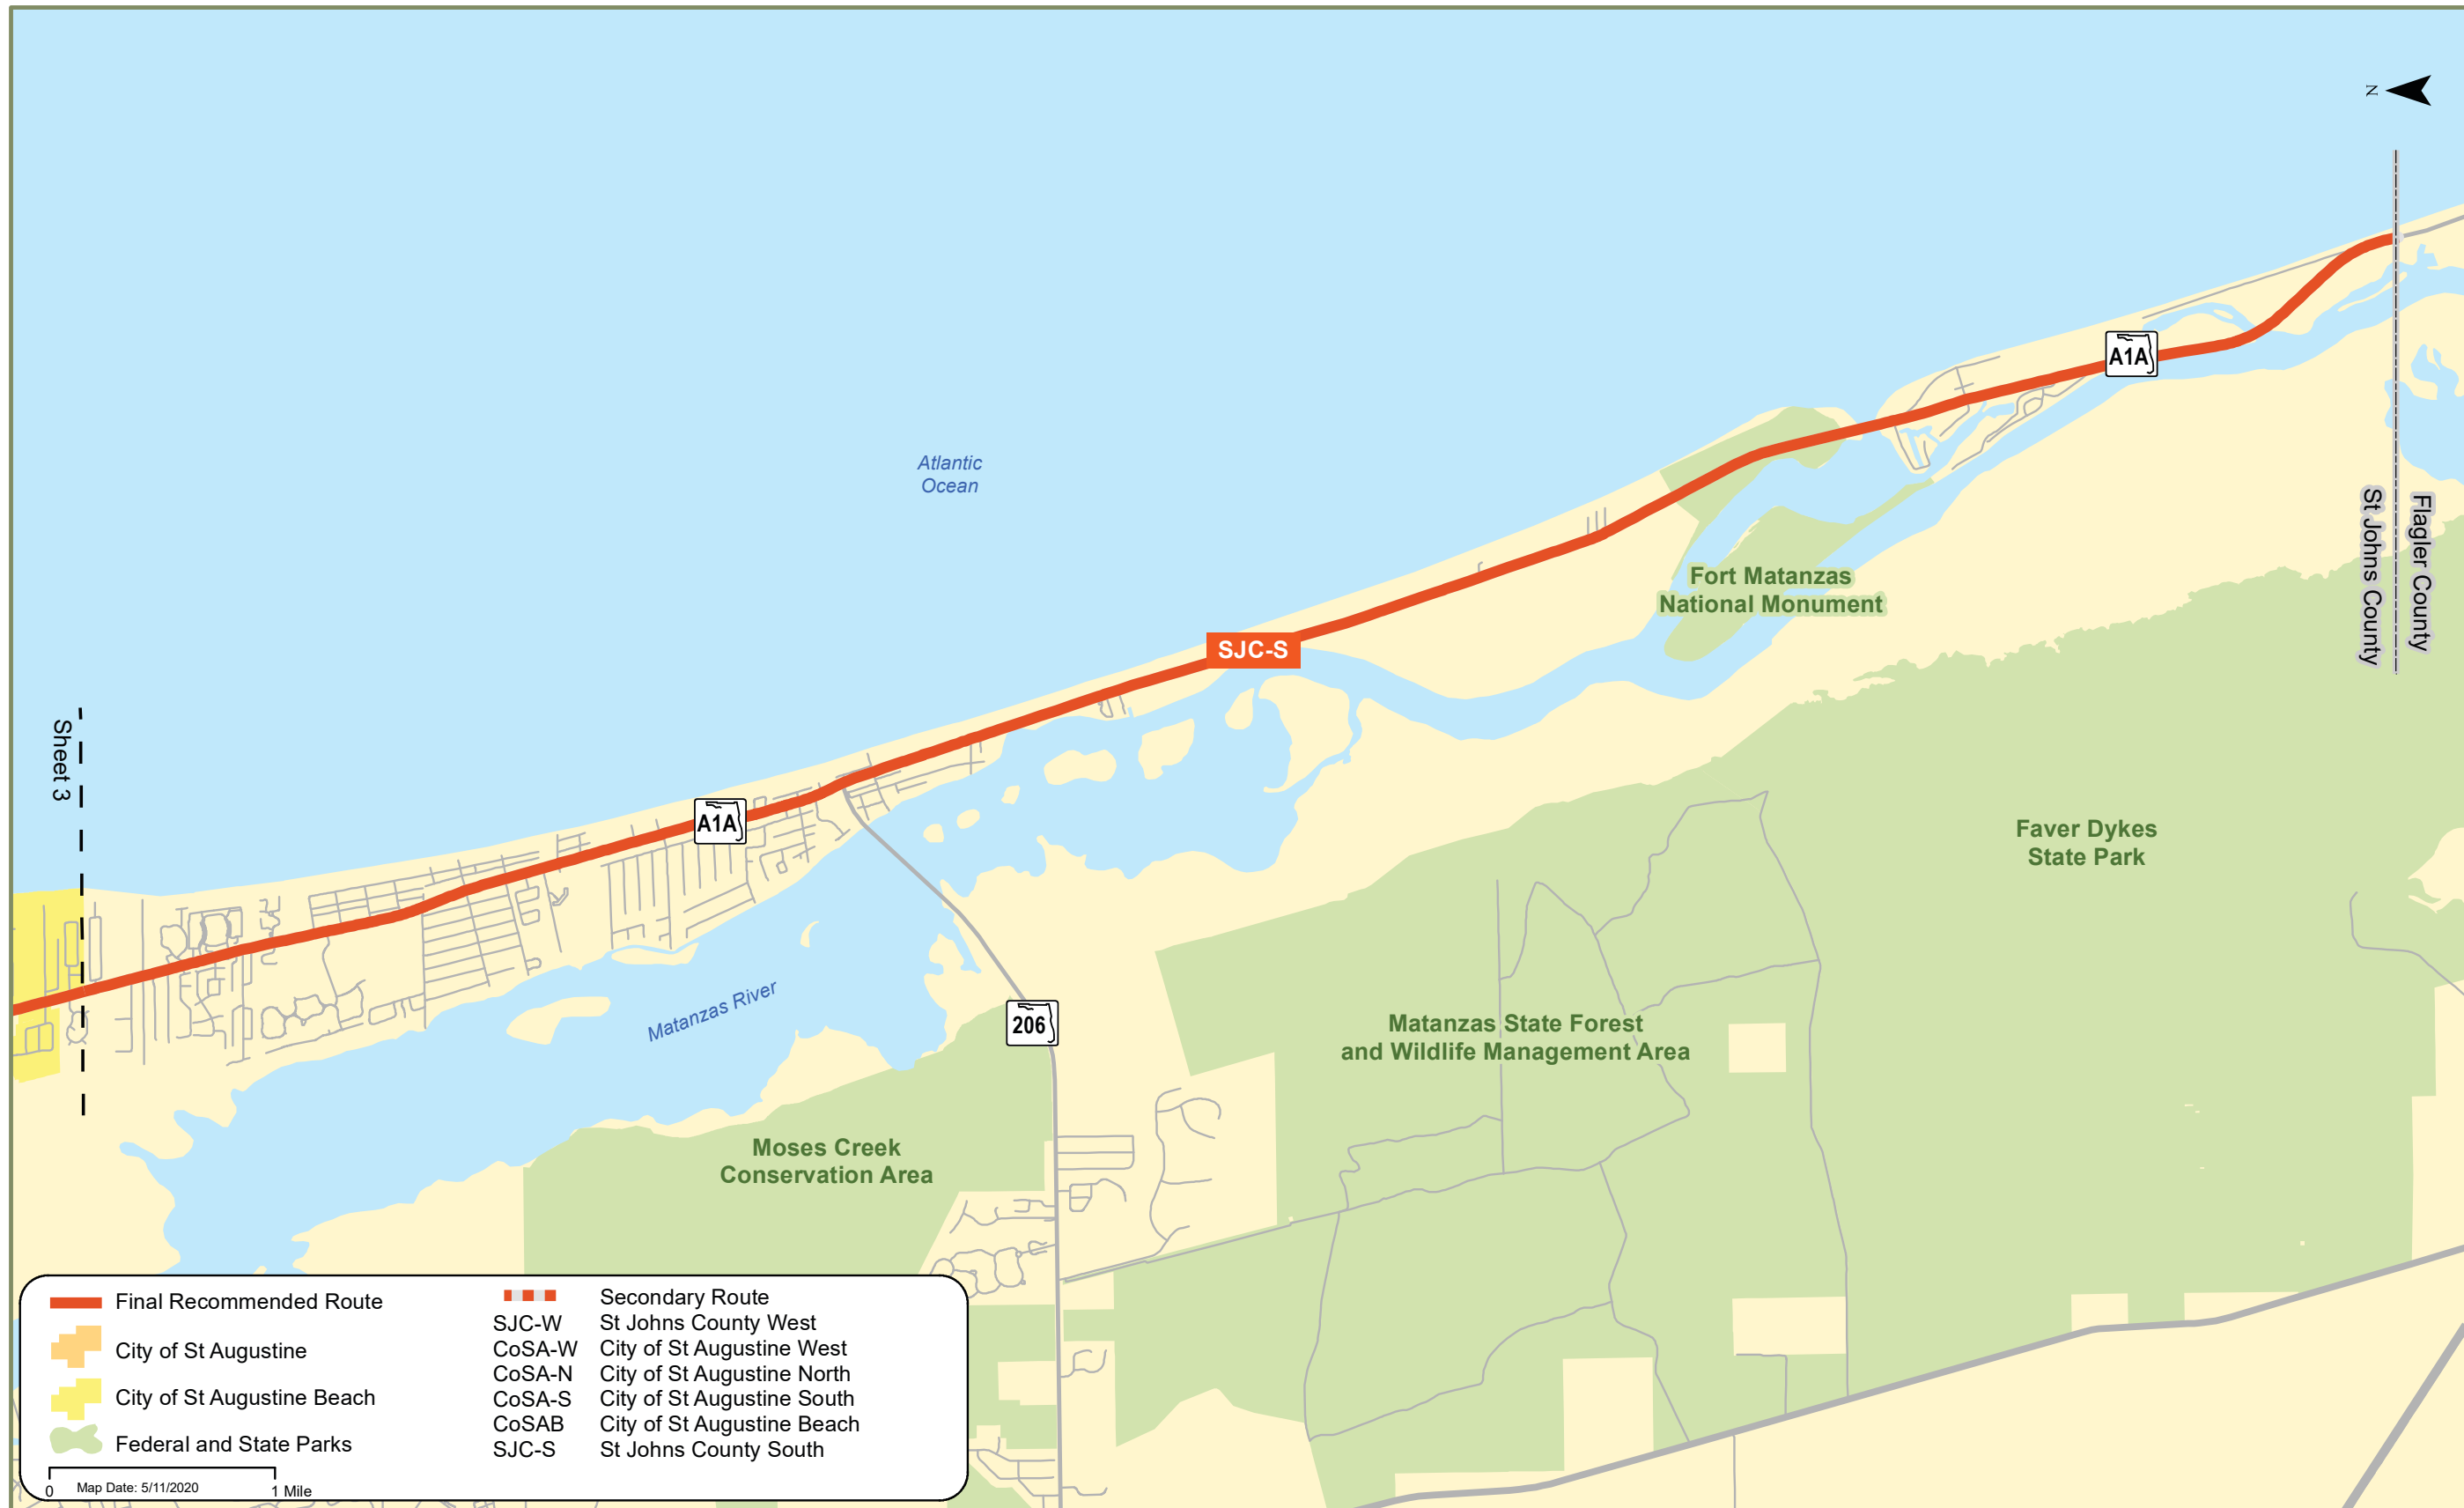 N
Atlantic
Ocean
A1A
St Johns County
Flagler County
Fort Matanzas
National Monument
SJC-S
Sheet 3
A1A
Faver Dykes
State Park
Matanzas River
206
Matanzas State Forest
and Wildlife Management Area
Moses Creek
Conservation Area
Final Recommended Route
City of St Augustine
City of St Augustine Beach
Federal and State Parks
Secondary Route
SJC-W St Johns County West
CoSA-W City of St Augustine West
CoSA-N City of St Augustine North
CoSA-S City of St Augustine South
CoSAB City of St Augustine Beach
SJC-S St Johns County South
0 Map Date: 5/11/2020 1 Mile